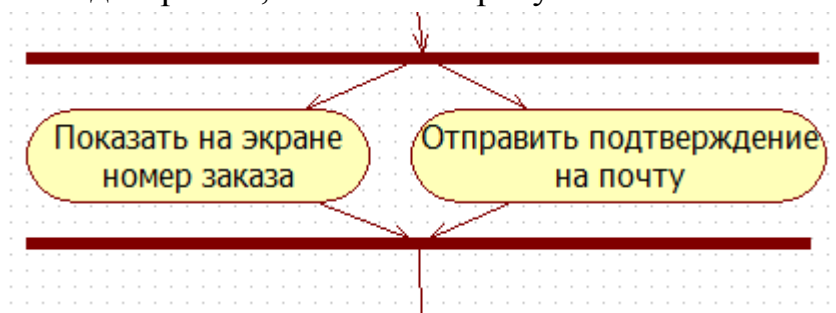 Показать на экране
номер заказа
Отправить подтверждение
на почту